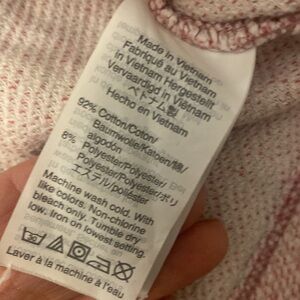 Made in Vietnam
Fabriqué au Vietnam
in Vietnam Hergestellt
Vervaardigd in Vietnam
ベトナム製
Hecho en Vietnam
92% Cotton/Coton/
Baumwolle/Katoen/綿/
algodón
8% Polyester/Polyester/
Polyester/Polyester/ポリ
エステル/poliéster
Machine wash cold. With
like colors. Non-chlorine
bleach only. Tumble dry
low. Iron on lowest setting.
Laver à la machine à l'eau